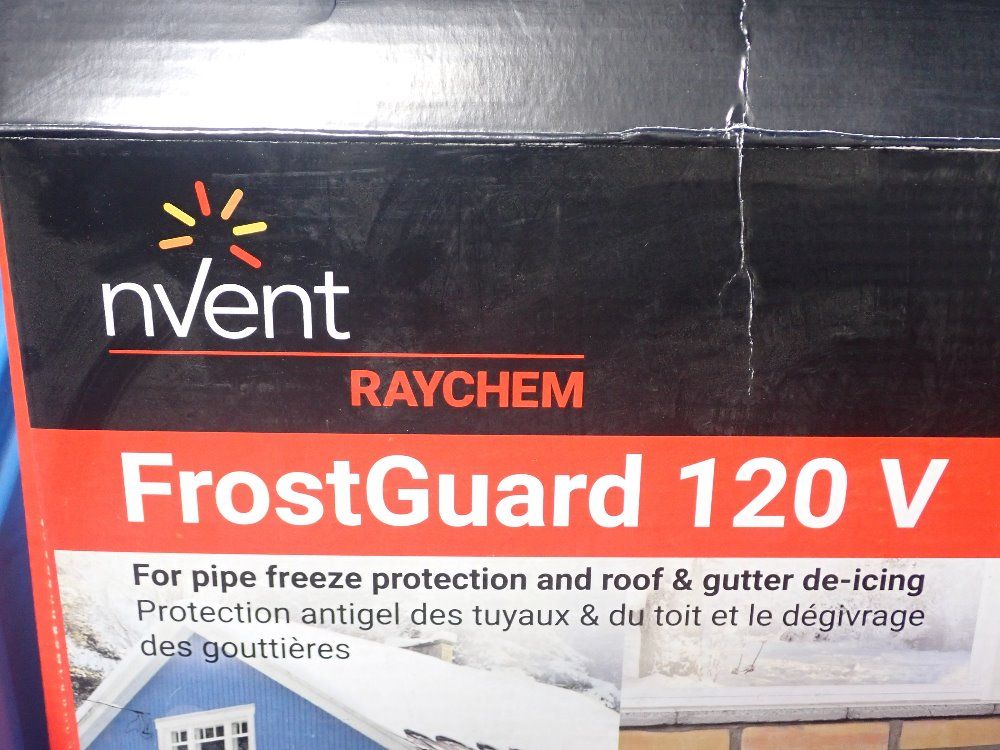 nVent
RAYCHEM
FrostGuard 120 V
For pipe freeze protection and roof & gutter de-icing
Protection antigel des tuyaux & du toit et le dégivrage
des gouttières